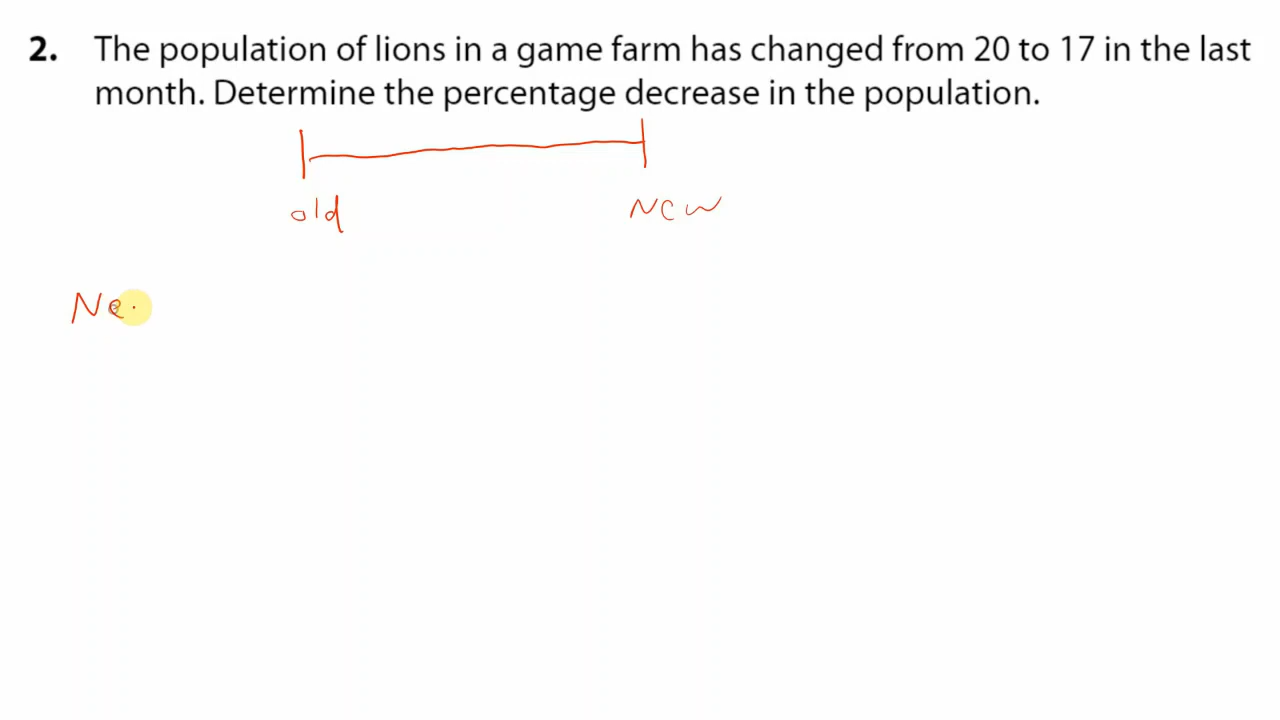 2. The population of lions in a game farm has changed from 20 to 17 in the last
month. Determine the percentage decrease in the population.
old New
Ne